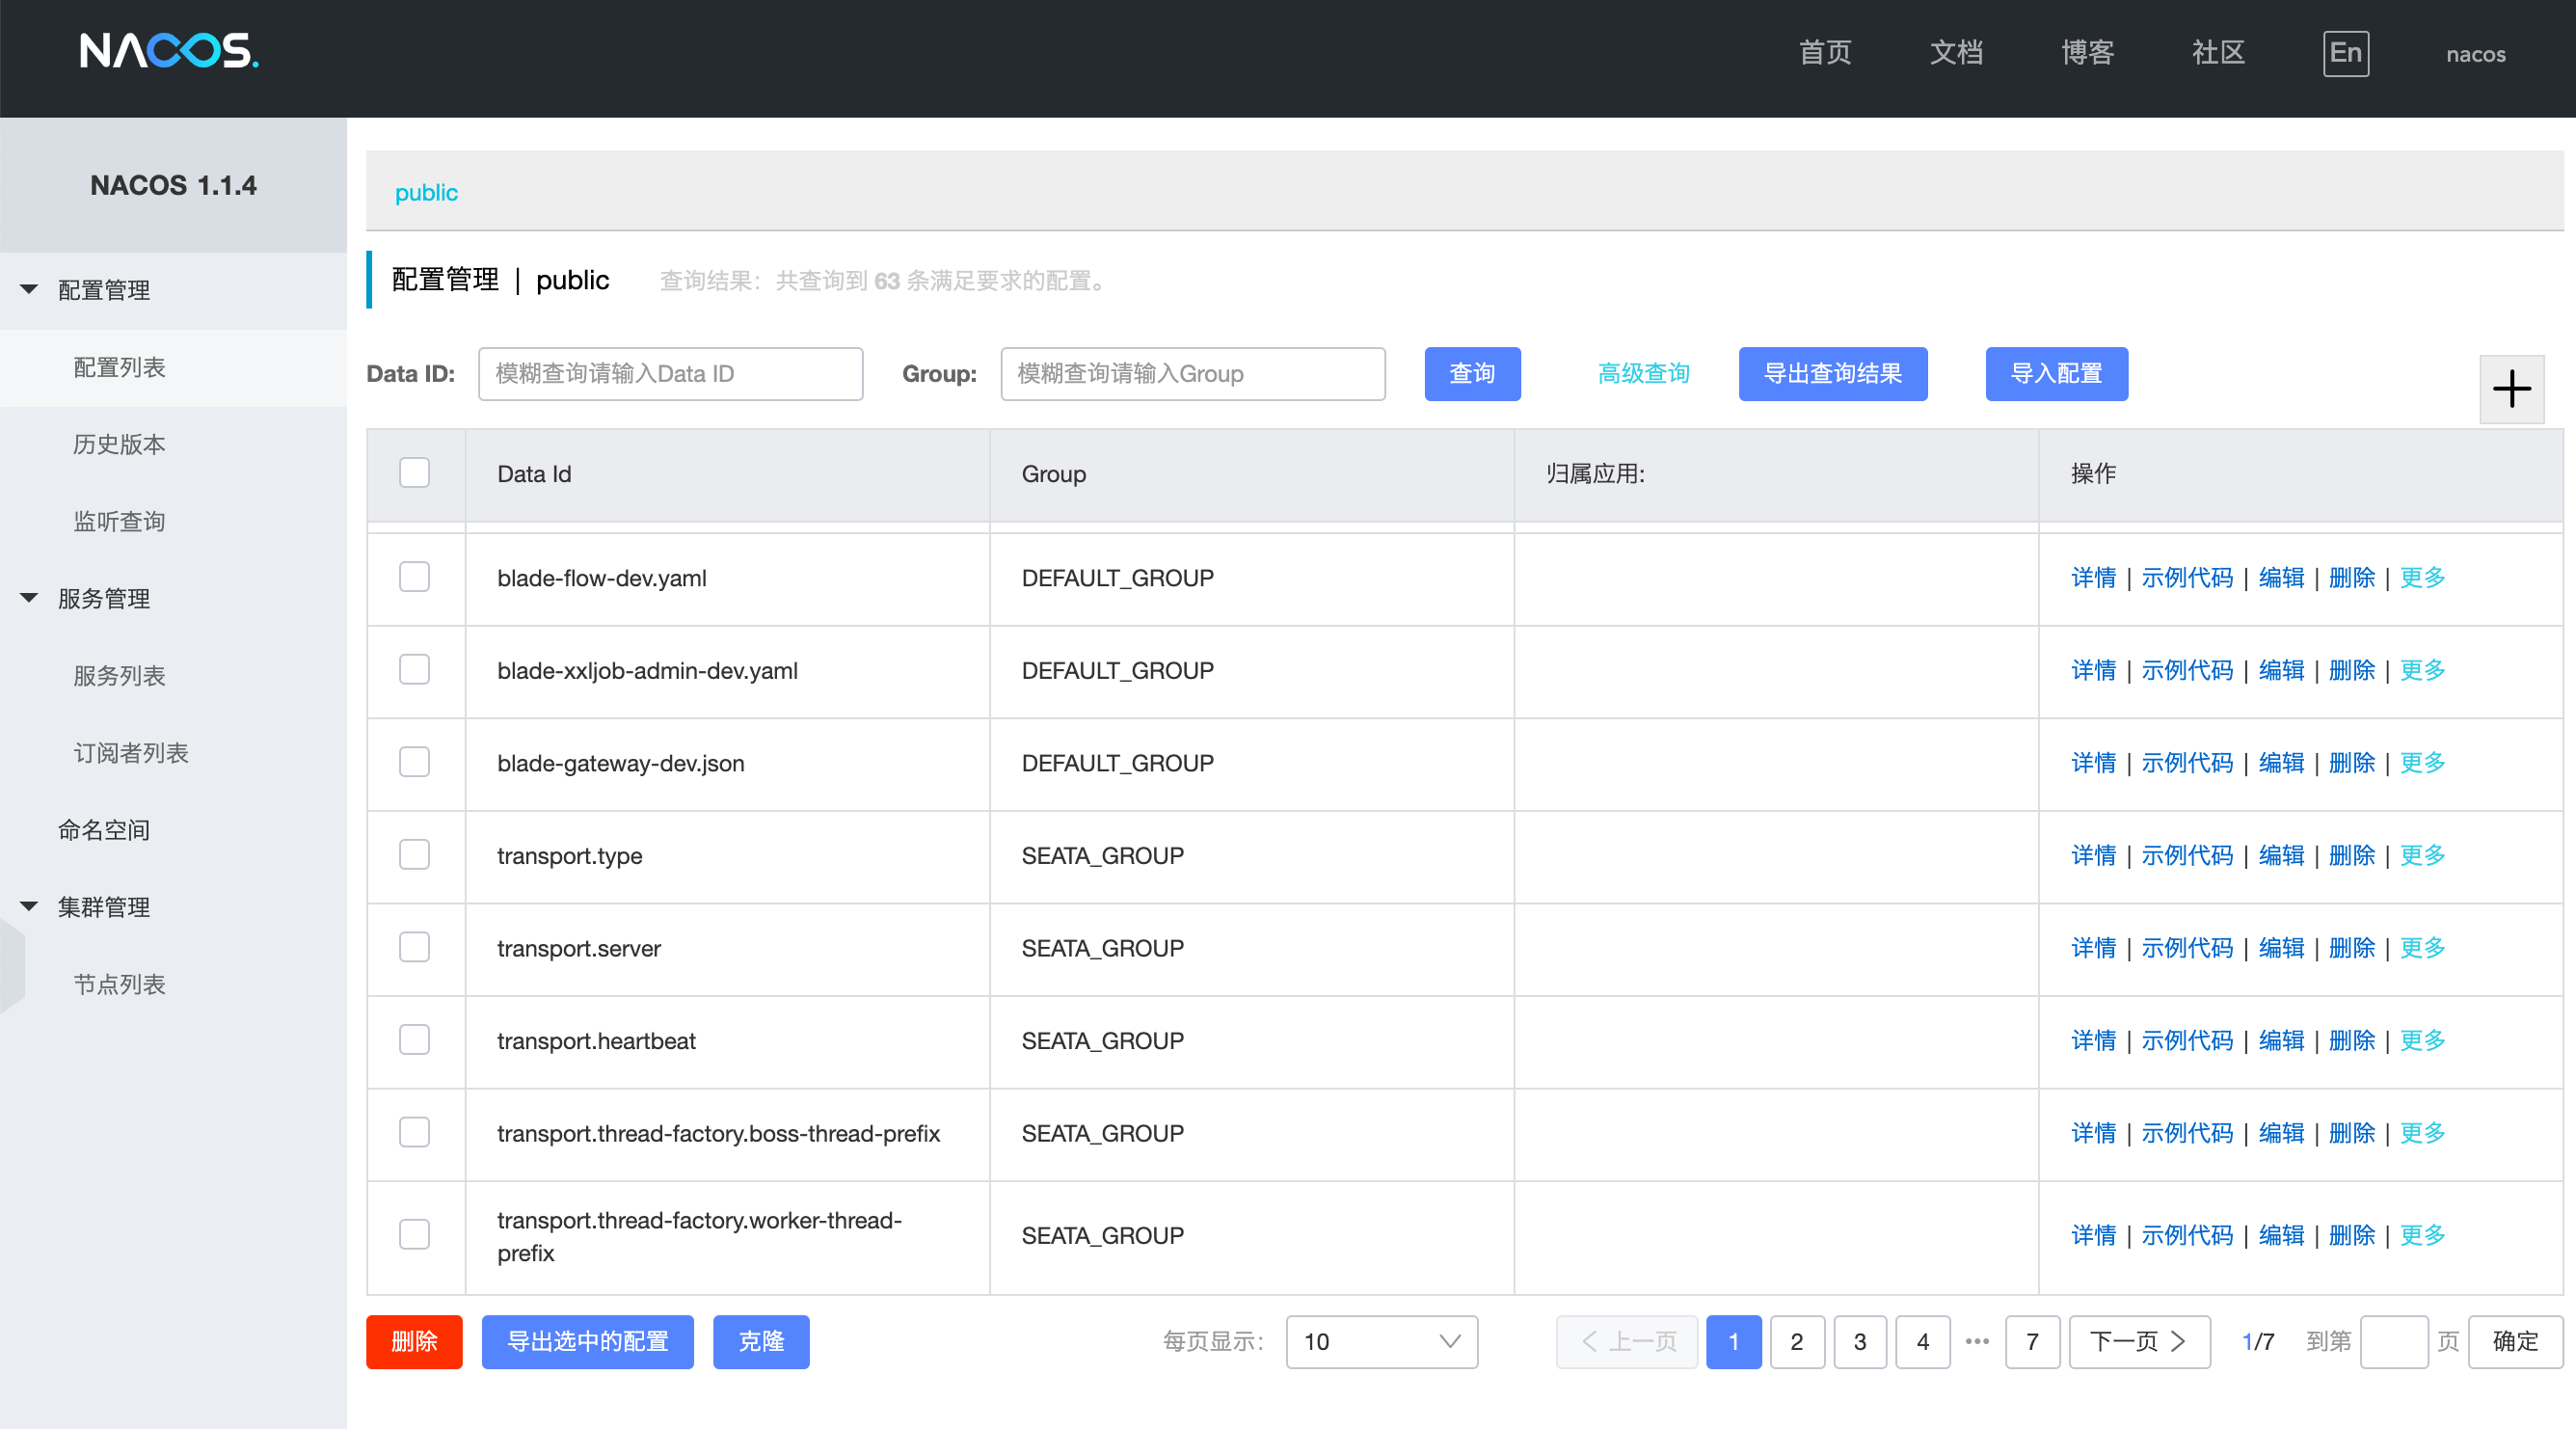 NACOS.
首页 文档 博客 社区 En nacos
NACOS 1.1.4
配置管理
配置列表
历史版本
监听查询
服务管理
服务列表
订阅者列表
命名空间
集群管理
节点列表
public
配置管理 | public 查询结果：共查询到 63 条满足要求的配置。
Data ID: 模糊查询请输入Data ID Group: 模糊查询请输入Group 查询 高级查询 导出查询结果 导入配置
Data Id Group 归属应用: 操作
blade-flow-dev.yaml DEFAULT_GROUP 详情 | 示例代码 | 编辑 | 删除 | 更多
blade-xxljob-admin-dev.yaml DEFAULT_GROUP 详情 | 示例代码 | 编辑 | 删除 | 更多
blade-gateway-dev.json DEFAULT_GROUP 详情 | 示例代码 | 编辑 | 删除 | 更多
transport.type SEATA_GROUP 详情 | 示例代码 | 编辑 | 删除 | 更多
transport.server SEATA_GROUP 详情 | 示例代码 | 编辑 | 删除 | 更多
transport.heartbeat SEATA_GROUP 详情 | 示例代码 | 编辑 | 删除 | 更多
transport.thread-factory.boss-thread-prefix SEATA_GROUP 详情 | 示例代码 | 编辑 | 删除 | 更多
transport.thread-factory.worker-thread-
prefix SEATA_GROUP 详情 | 示例代码 | 编辑 | 删除 | 更多
删除 导出选中的配置 克隆 每页显示: 10 上一页 1 2 3 4 ••• 7 下一页 1/7 到第 页 确定